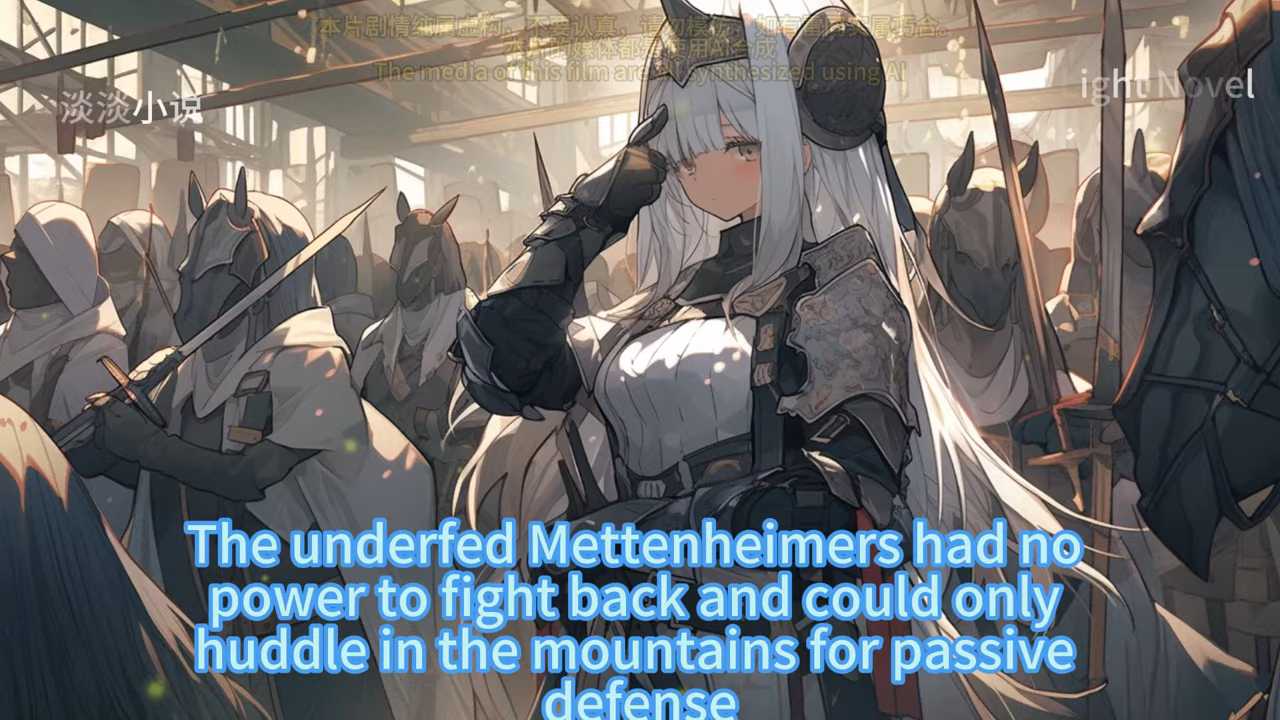 本片剧情纯属虚构，不要认真，请勿模仿，如有雷同实属巧合。
The media of this film are AI synthesized using AI
淡淡小说
ight Novel
The underfed Mettenheimers had no
power to fight back and could only
huddle in the mountains for passive
defense